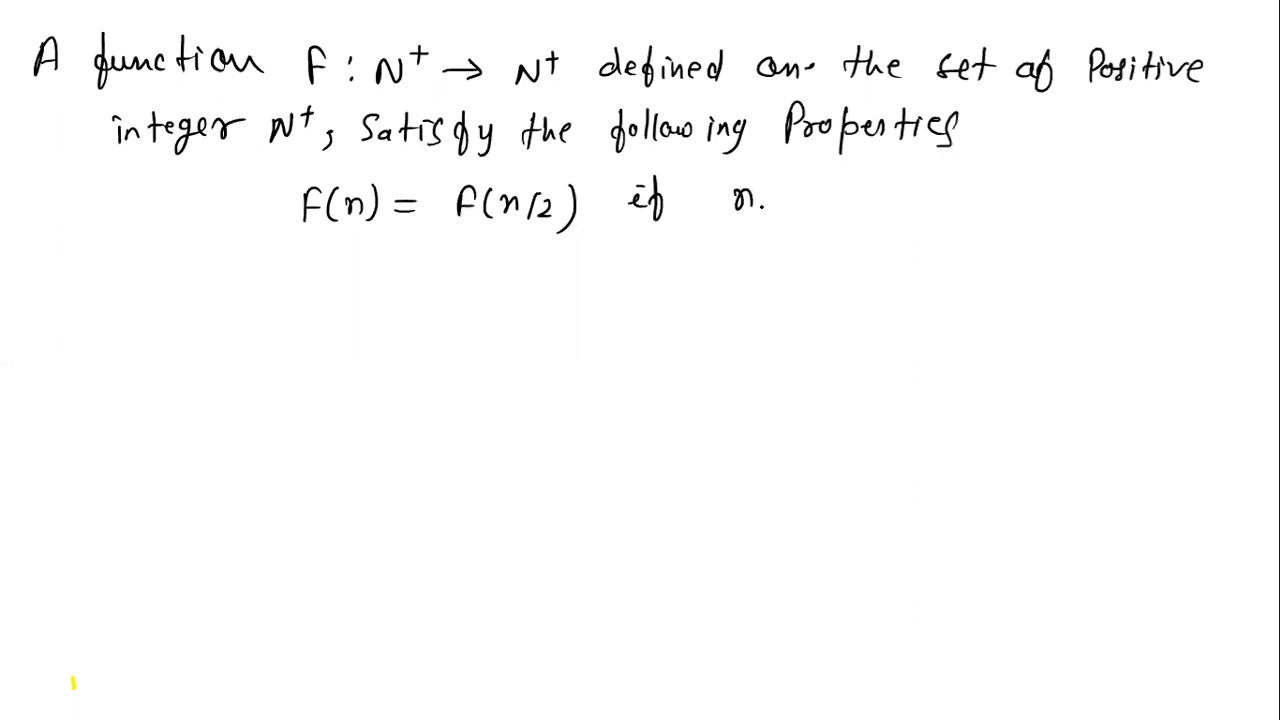 A function f : N⁺ → N⁺ defined on the set of Positive
integer N⁺, satisfy the following Properties
f(n) = f(n/2) if n.